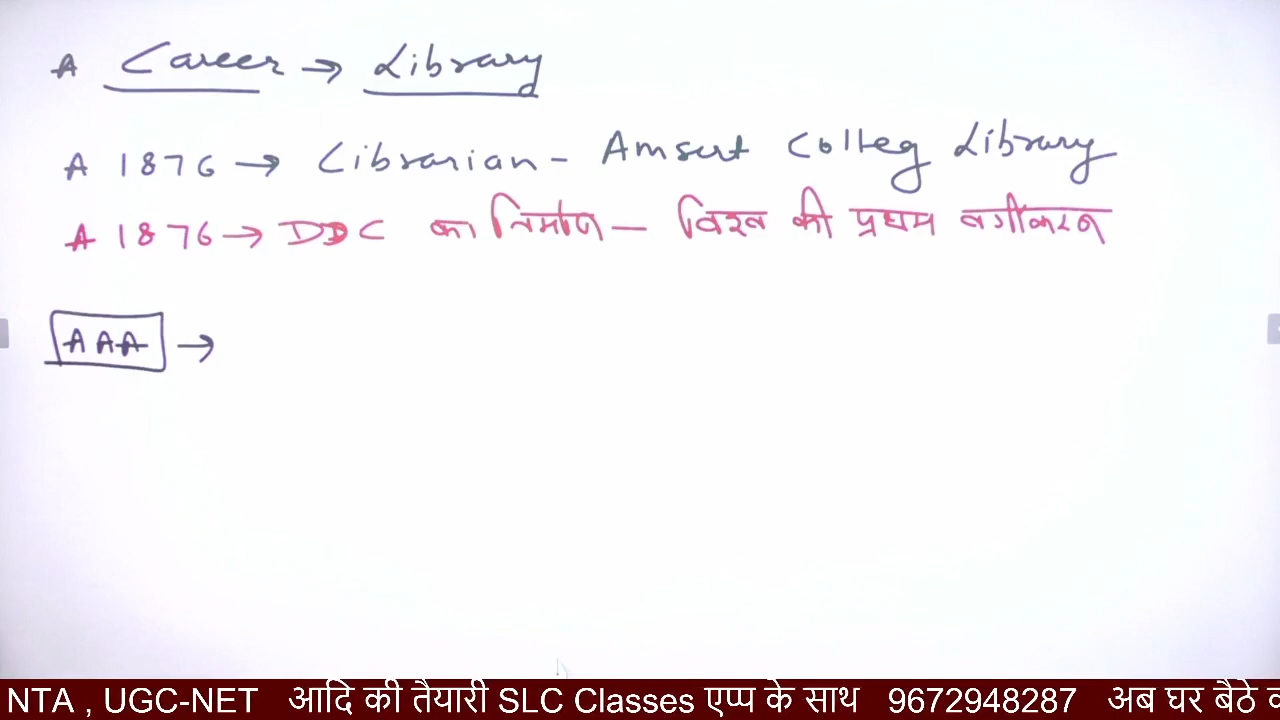 A Career → Library
A 1876 → Librarian - Amsert Colleg Library
A 1876 → DDC का निर्माण — विश्व की प्रथम वर्गीकरण
AAA →
NTA , UGC-NET आदि की तैयारी SLC Classes एप्प के साथ 9672948287 अब घर बैठे